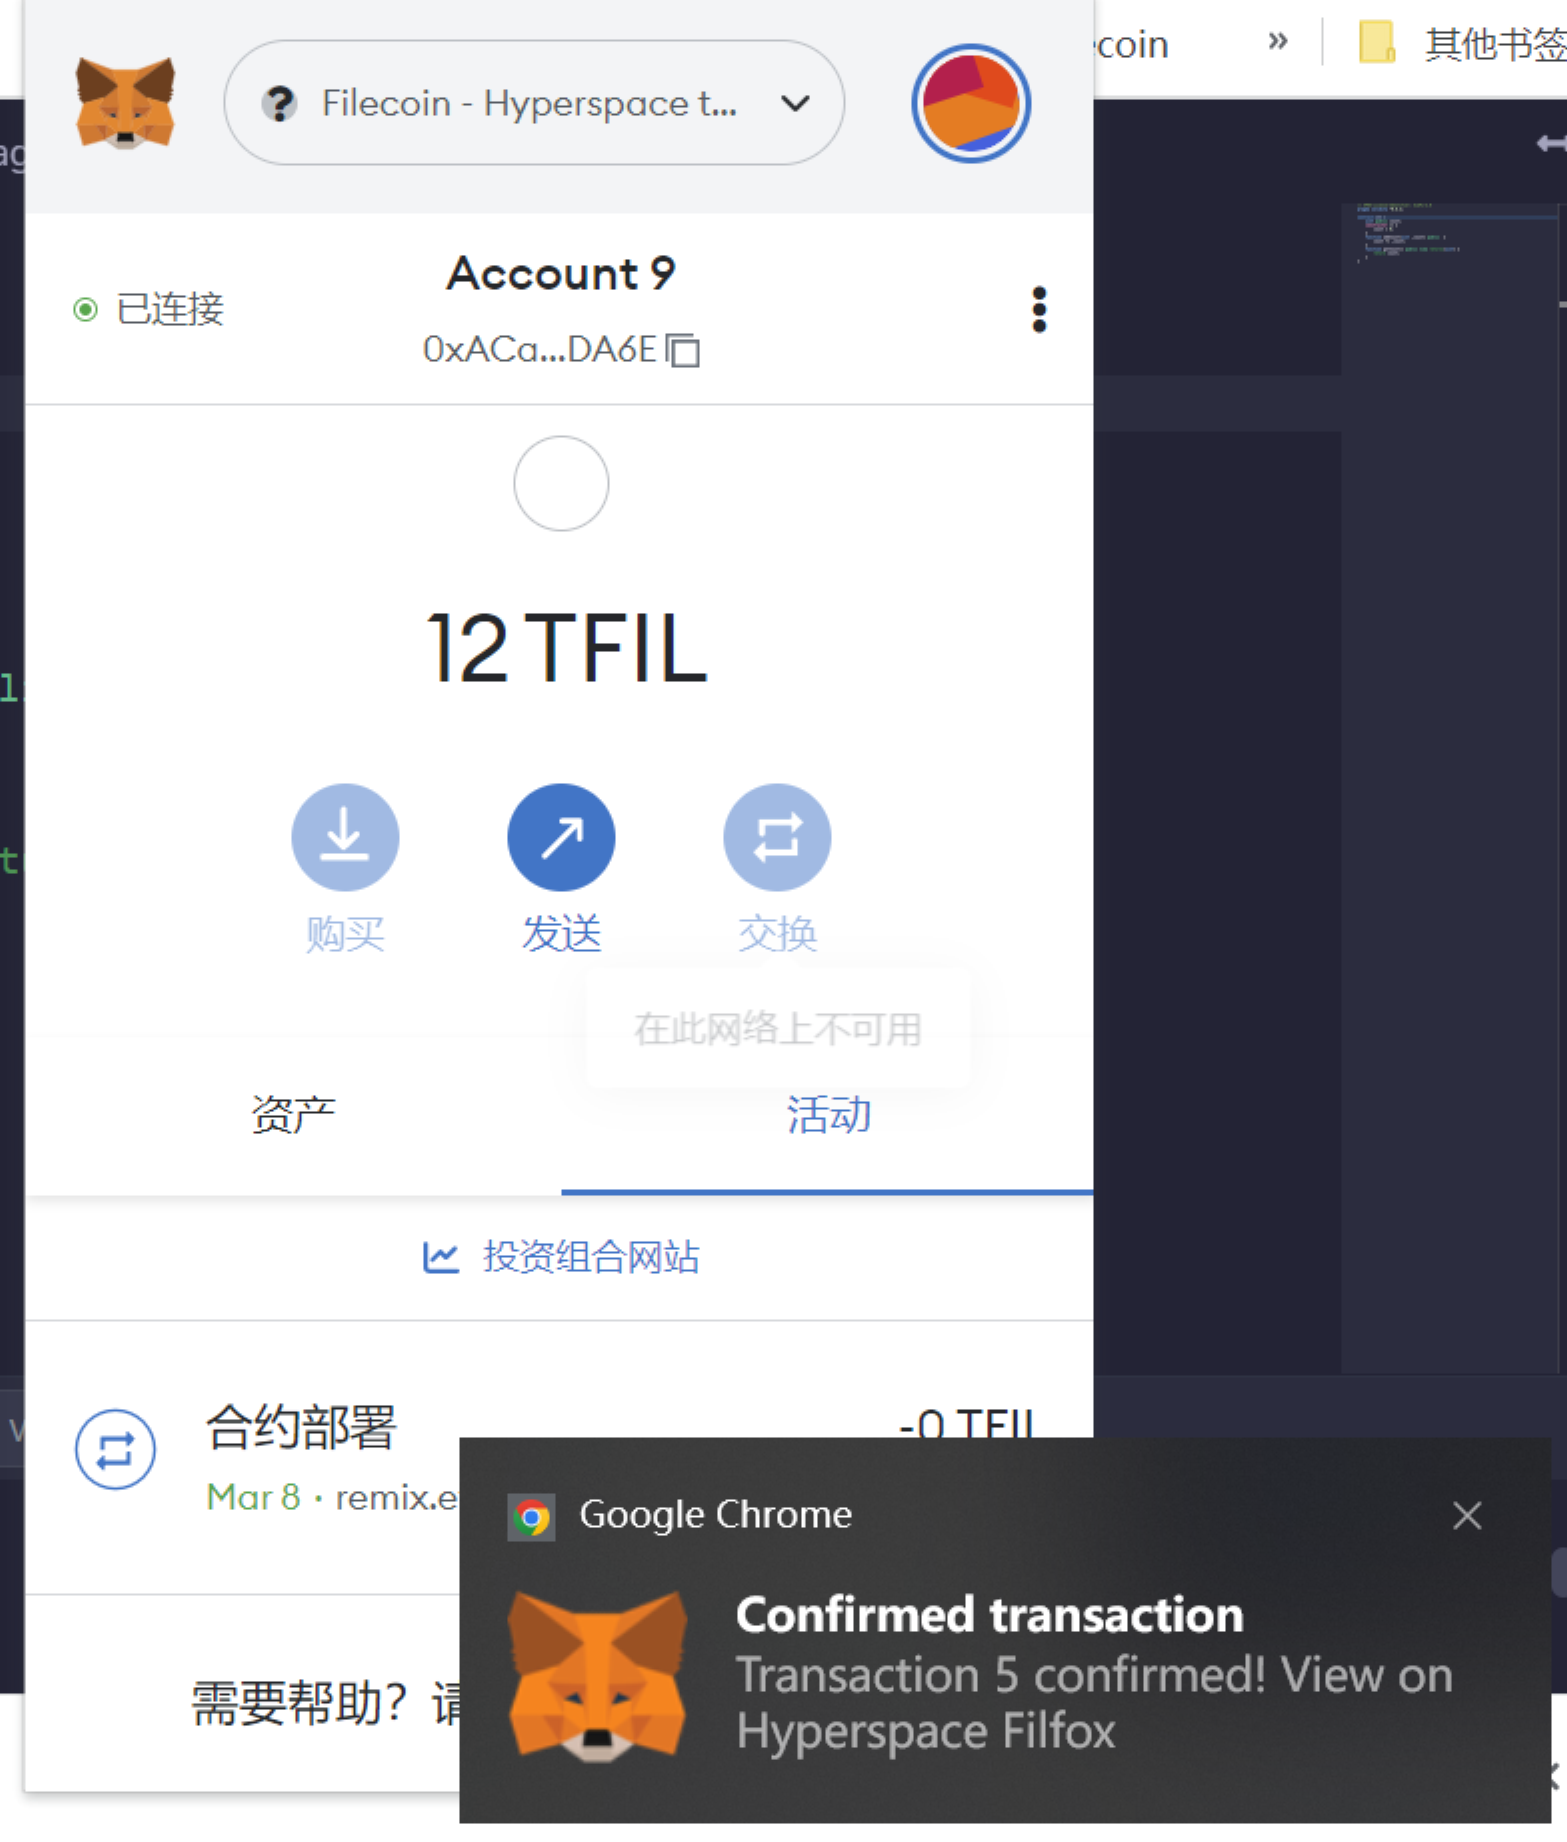 coin » 其他书签
Filecoin - Hyperspace t...
ag
Account 9
已连接
0xACa...DA6E
12 TFIL
购买 发送 交换
在此网络上不可用
资产 活动
投资组合网站
合约部署 -0 TFIL
Mar 8 · remix.e
Google Chrome
Confirmed transaction
Transaction 5 confirmed! View on
Hyperspace Filfox
需要帮助？请